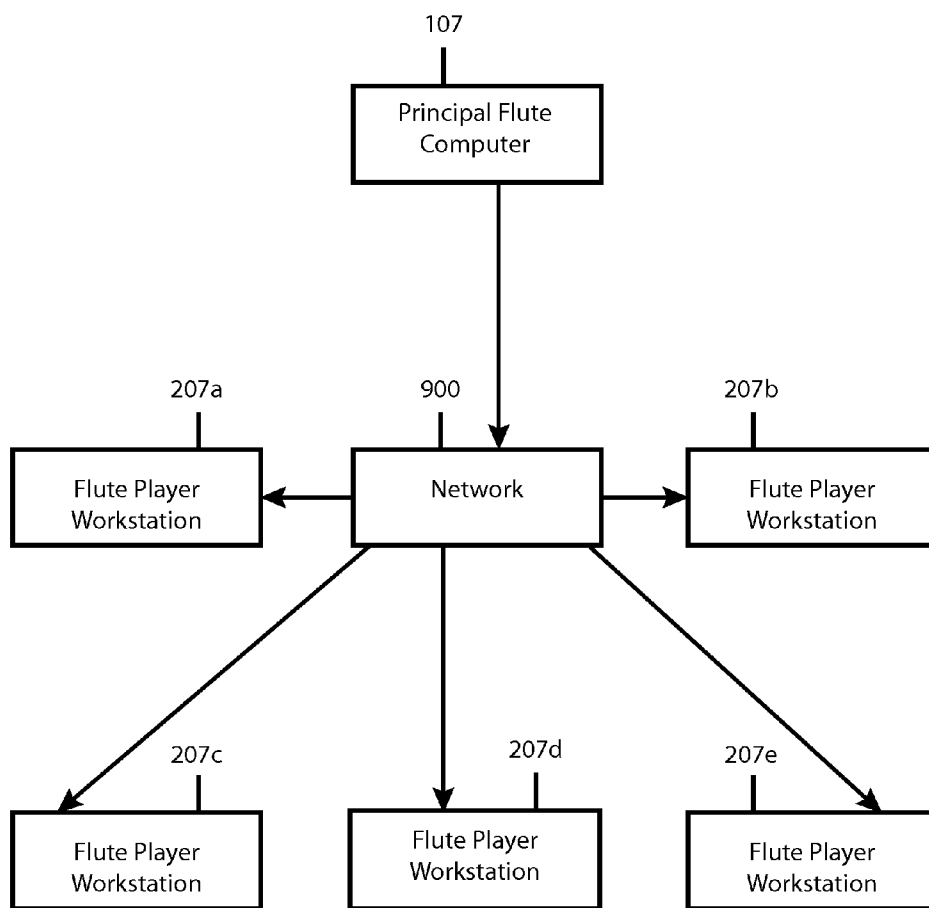 107
Principal Flute
Computer
207a
900
207b
Flute Player
Workstation
Network
Flute Player
Workstation
207c
207d
207e
Flute Player
Workstation
Flute Player
Workstation
Flute Player
Workstation